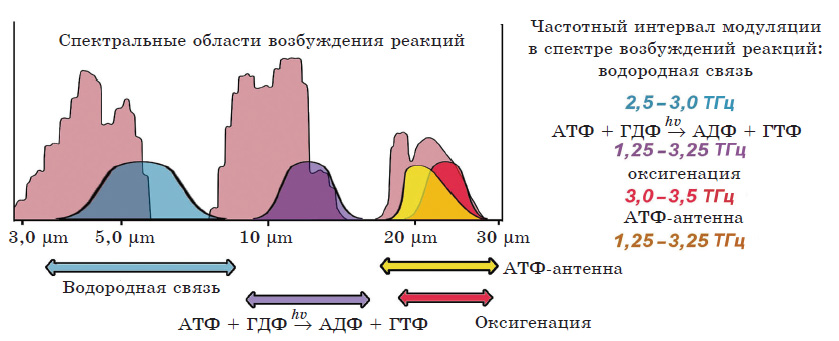 Спектральные области возбуждения реакций
3,0 µm 5,0 µm 10 µm 20 µm 30 µm
Водородная связь
АТФ + ГДФ hν → АДФ + ГТФ
АТФ-антенна
Оксигенация
Частотный интервал модуляции
в спектре возбуждений реакций:
водородная связь
2,5–3,0 ТГц
АТФ + ГДФ hν → АДФ + ГТФ
1,25–3,25 ТГц
оксигенация
3,0–3,5 ТГц
АТФ-антенна
1,25–3,25 ТГц